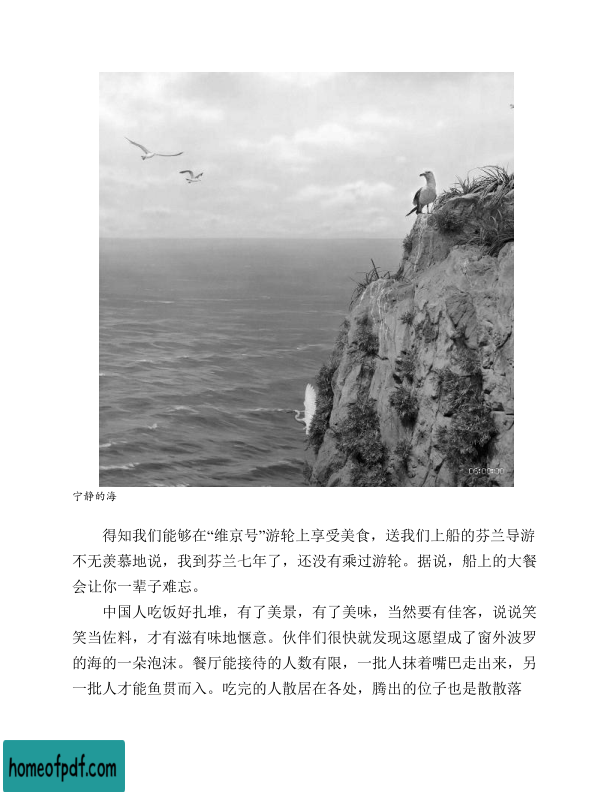 05:00:00
宁静的海
得知我们能够在“维京号”游轮上享受美食，送我们上船的芬兰导游
不无羡慕地说，我到芬兰七年了，还没有乘过游轮。据说，船上的大餐
会让你一辈子难忘。
中国人吃饭好扎堆，有了美景，有了美味，当然要有佳客，说说笑
笑当佐料，才有滋有味地惬意。伙伴们很快就发现这愿望成了窗外波罗
的海的一朵泡沫。餐厅能接待的人数有限，一批人抹着嘴巴走出来，另
一批人才能鱼贯而入。吃完的人散居在各处，腾出的位子也是散散落
homeofpdf.com